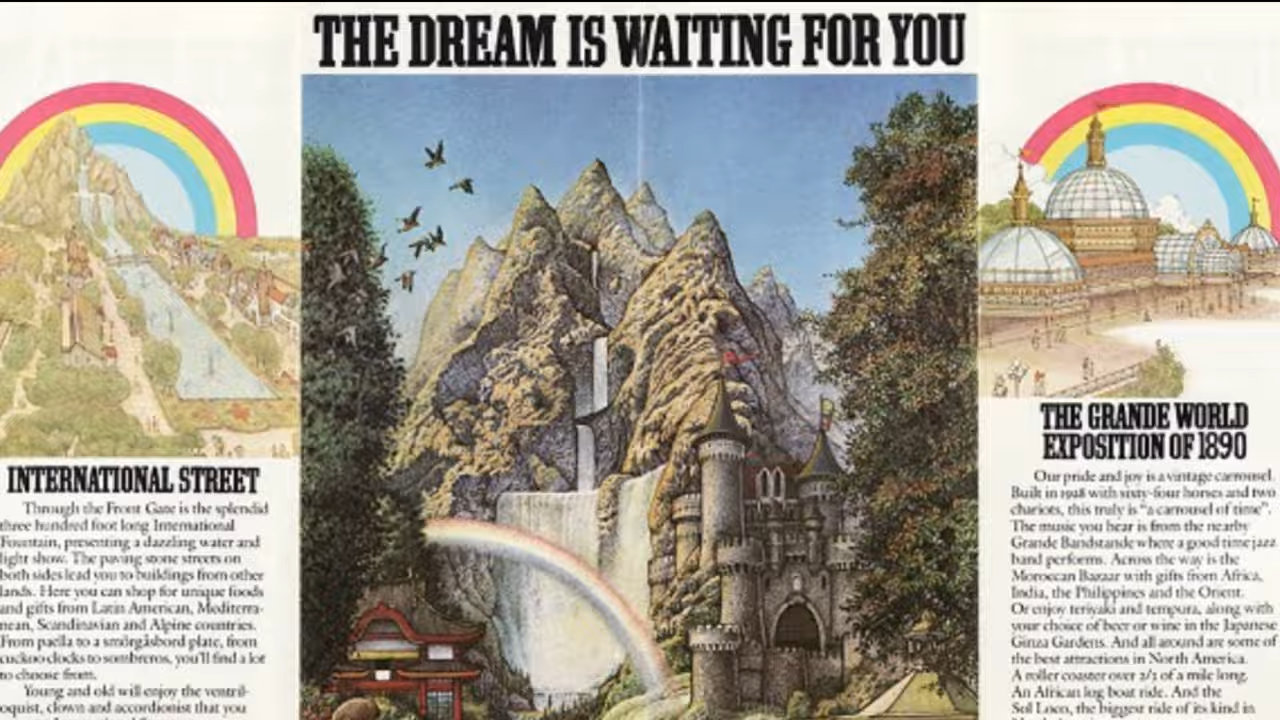 THE DREAM IS WAITING FOR YOU
INTERNATIONAL STREET
Through the Front Gate is the splendid
three hundred foot long International
Fountain, presenting a dazzling water and
light show. The paving stone streets on
both sides lead you to buildings from other
lands. Here you can shop for unique foods
and gifts from Latin American, Mediterra-
nean, Scandinavian and Alpine countries.
From paella to a smörgåsbord plate, from
cuckoo clocks to sombreros, you'll find a lot
to choose from.
Young and old will enjoy the ventril-
oquist, clown and accordionist that you
THE GRANDE WORLD
EXPOSITION OF 1890
Our pride and joy is a vintage carrousel.
Built in 1928 with sixty-four horses and two
chariots, this truly is "a carrousel of time".
The music you hear is from the nearby
Grande Bandstande where a good time jazz
band performs. Across the way is the
Moroccan Bazaar with gifts from Africa,
India, the Philippines and the Orient.
Or enjoy teriyaki and tempura, along with
your choice of beer or wine in the Japanese
Ginza Gardens. And all around are some of
the best attractions in North America.
A roller coaster over 2/3 of a mile long.
An African log boat ride. And the
Sol Loco, the biggest ride of its kind in